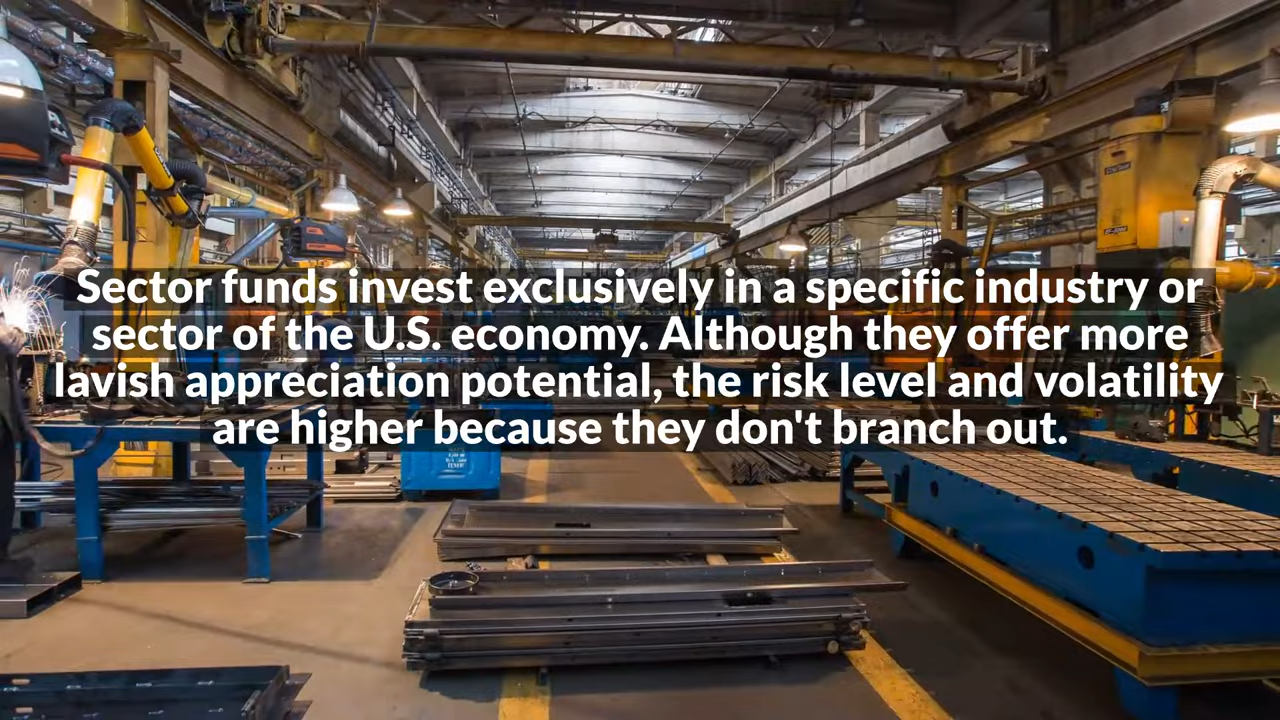 Sector funds invest exclusively in a specific industry or
sector of the U.S. economy. Although they offer more
lavish appreciation potential, the risk level and volatility
are higher because they don't branch out.